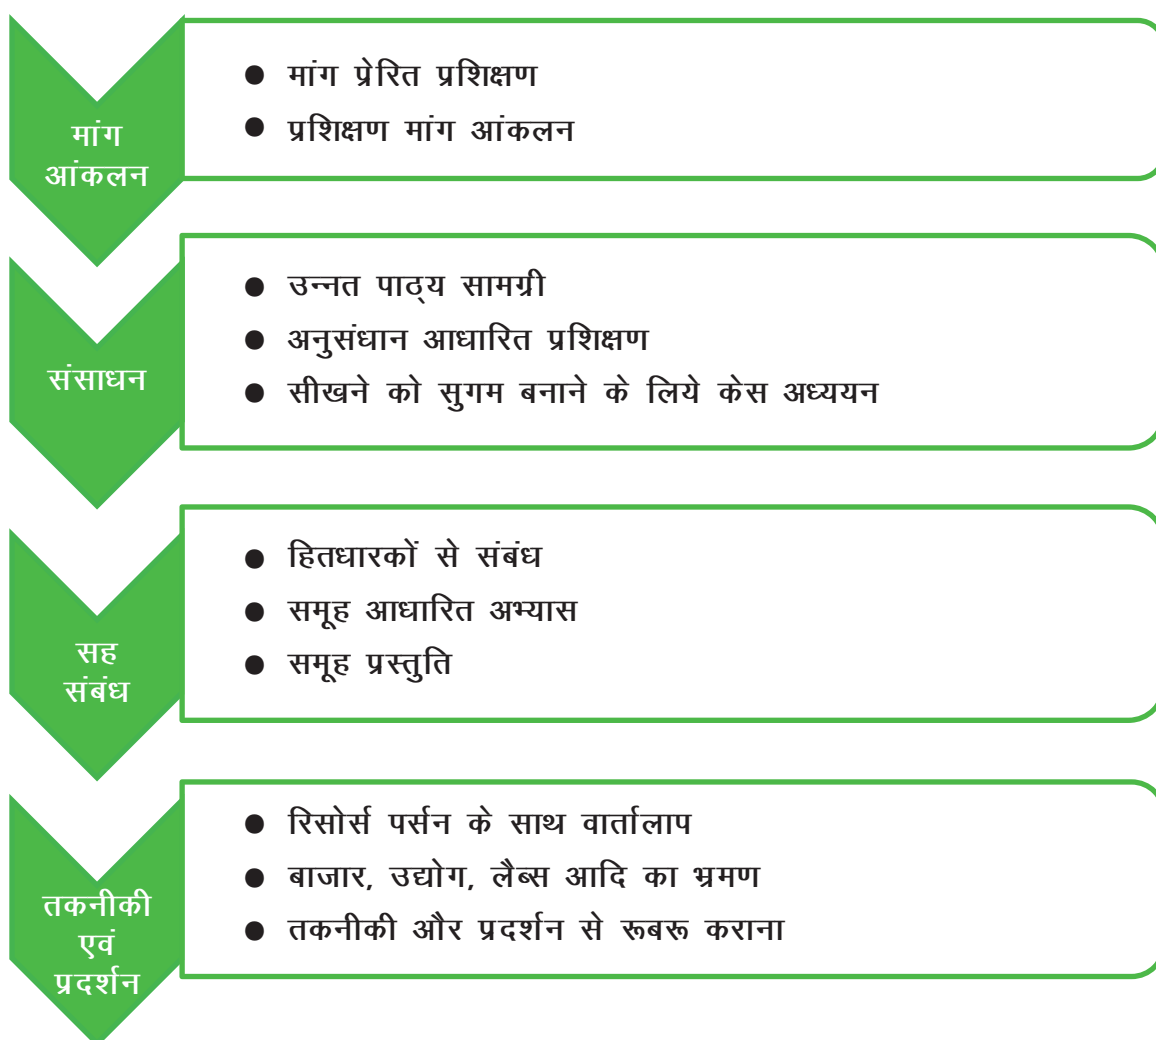 मांग
आंकलन
● मांग प्रेरित प्रशिक्षण
● प्रशिक्षण मांग आंकलन
संसाधन
● उन्नत पाठ्य सामग्री
● अनुसंधान आधारित प्रशिक्षण
● सीखने को सुगम बनाने के लिये केस अध्ययन
सह
संबंध
● हितधारकों से संबंध
● समूह आधारित अभ्यास
● समूह प्रस्तुति
तकनीकी
एवं
प्रदर्शन
● रिसोर्स पर्सन के साथ वार्तालाप
● बाजार, उद्योग, लैब्स आदि का भ्रमण
● तकनीकी और प्रदर्शन से रूबरू कराना